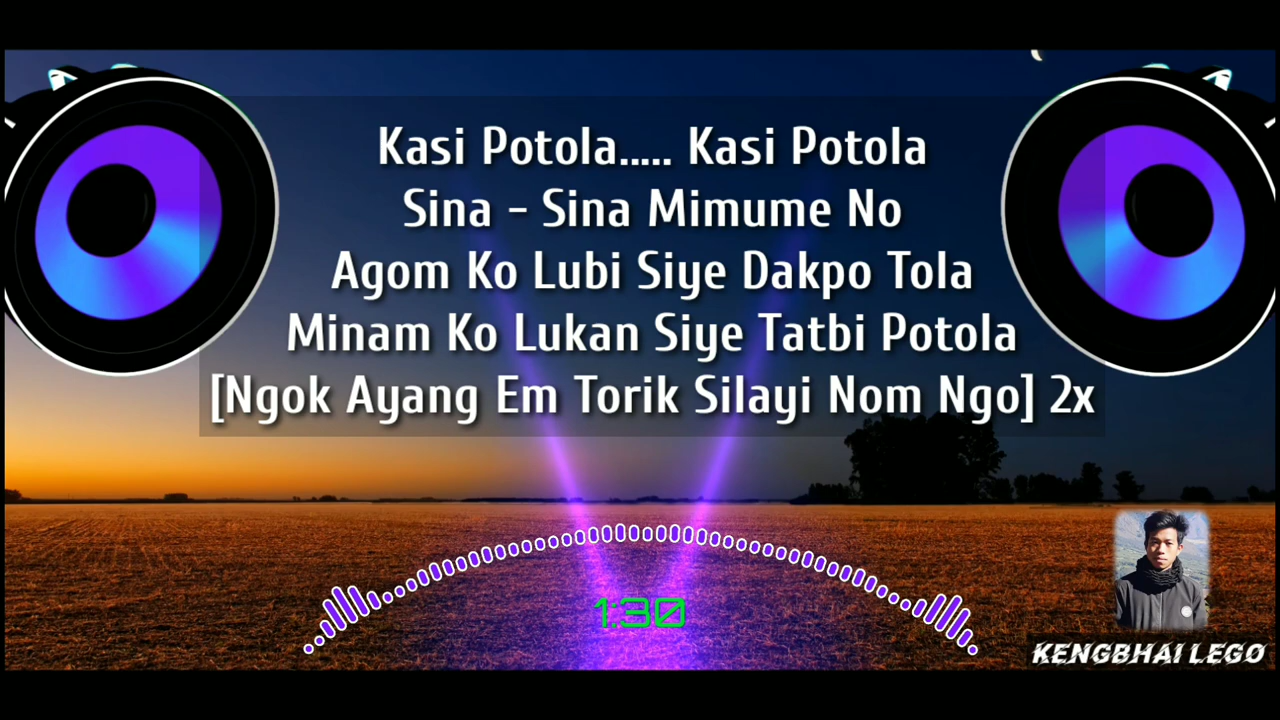 Kasi Potola..... Kasi Potola
Sina - Sina Mimume No
Agom Ko Lubi Siye Dakpo Tola
Minam Ko Lukan Siye Tatbi Potola
[Ngok Ayang Em Torik Silayi Nom Ngo] 2x
1:30
KENGBHAI LEGO